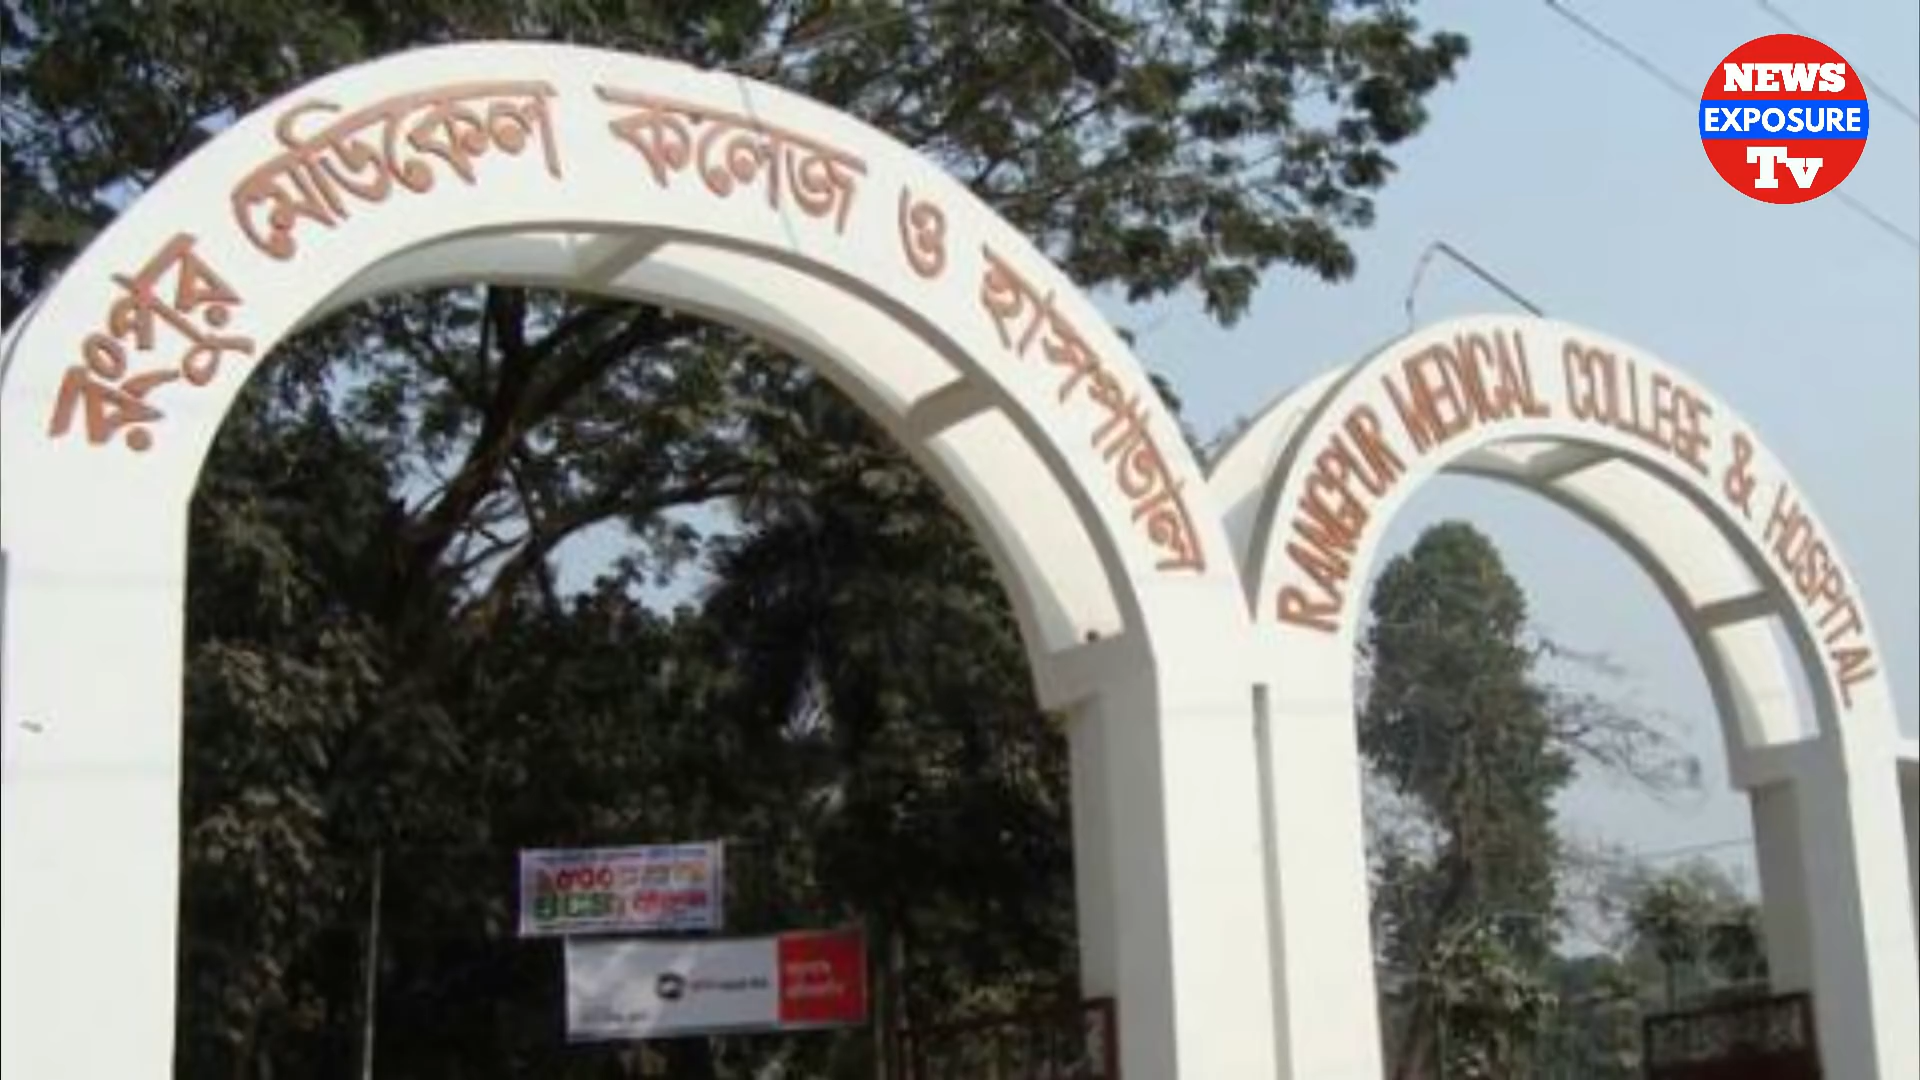 রংপুর মেডিকেল কলেজ ও হাসপাতাল
RANGPUR MEDICAL COLLEGE & HOSPITAL
NEWS
EXPOSURE
Tv